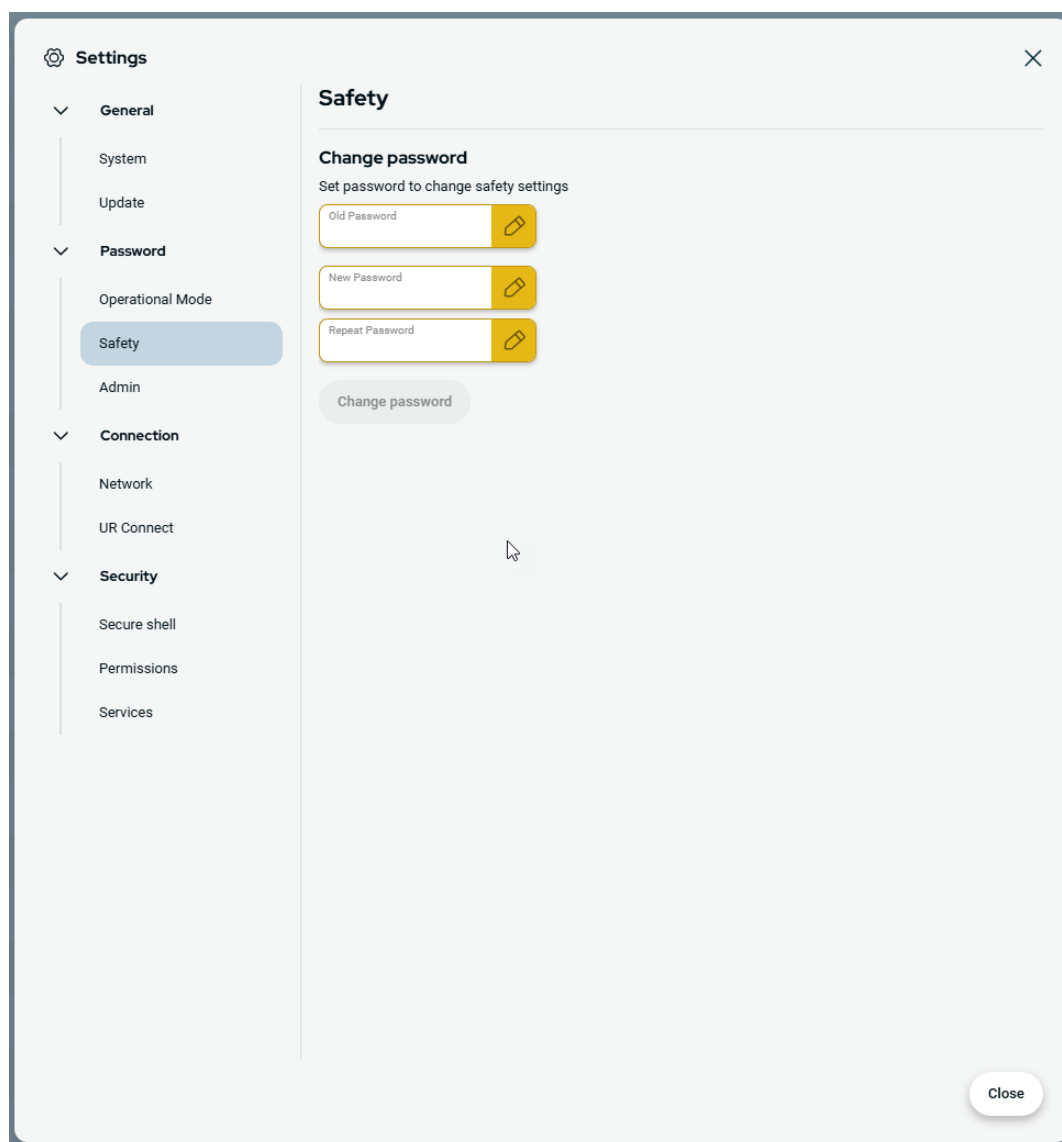 Settings
General
System
Update
Password
Operational Mode
Safety
Admin
Connection
Network
UR Connect
Security
Secure shell
Permissions
Services
Safety
Change password
Set password to change safety settings
Old Password
New Password
Repeat Password
Change password
Close